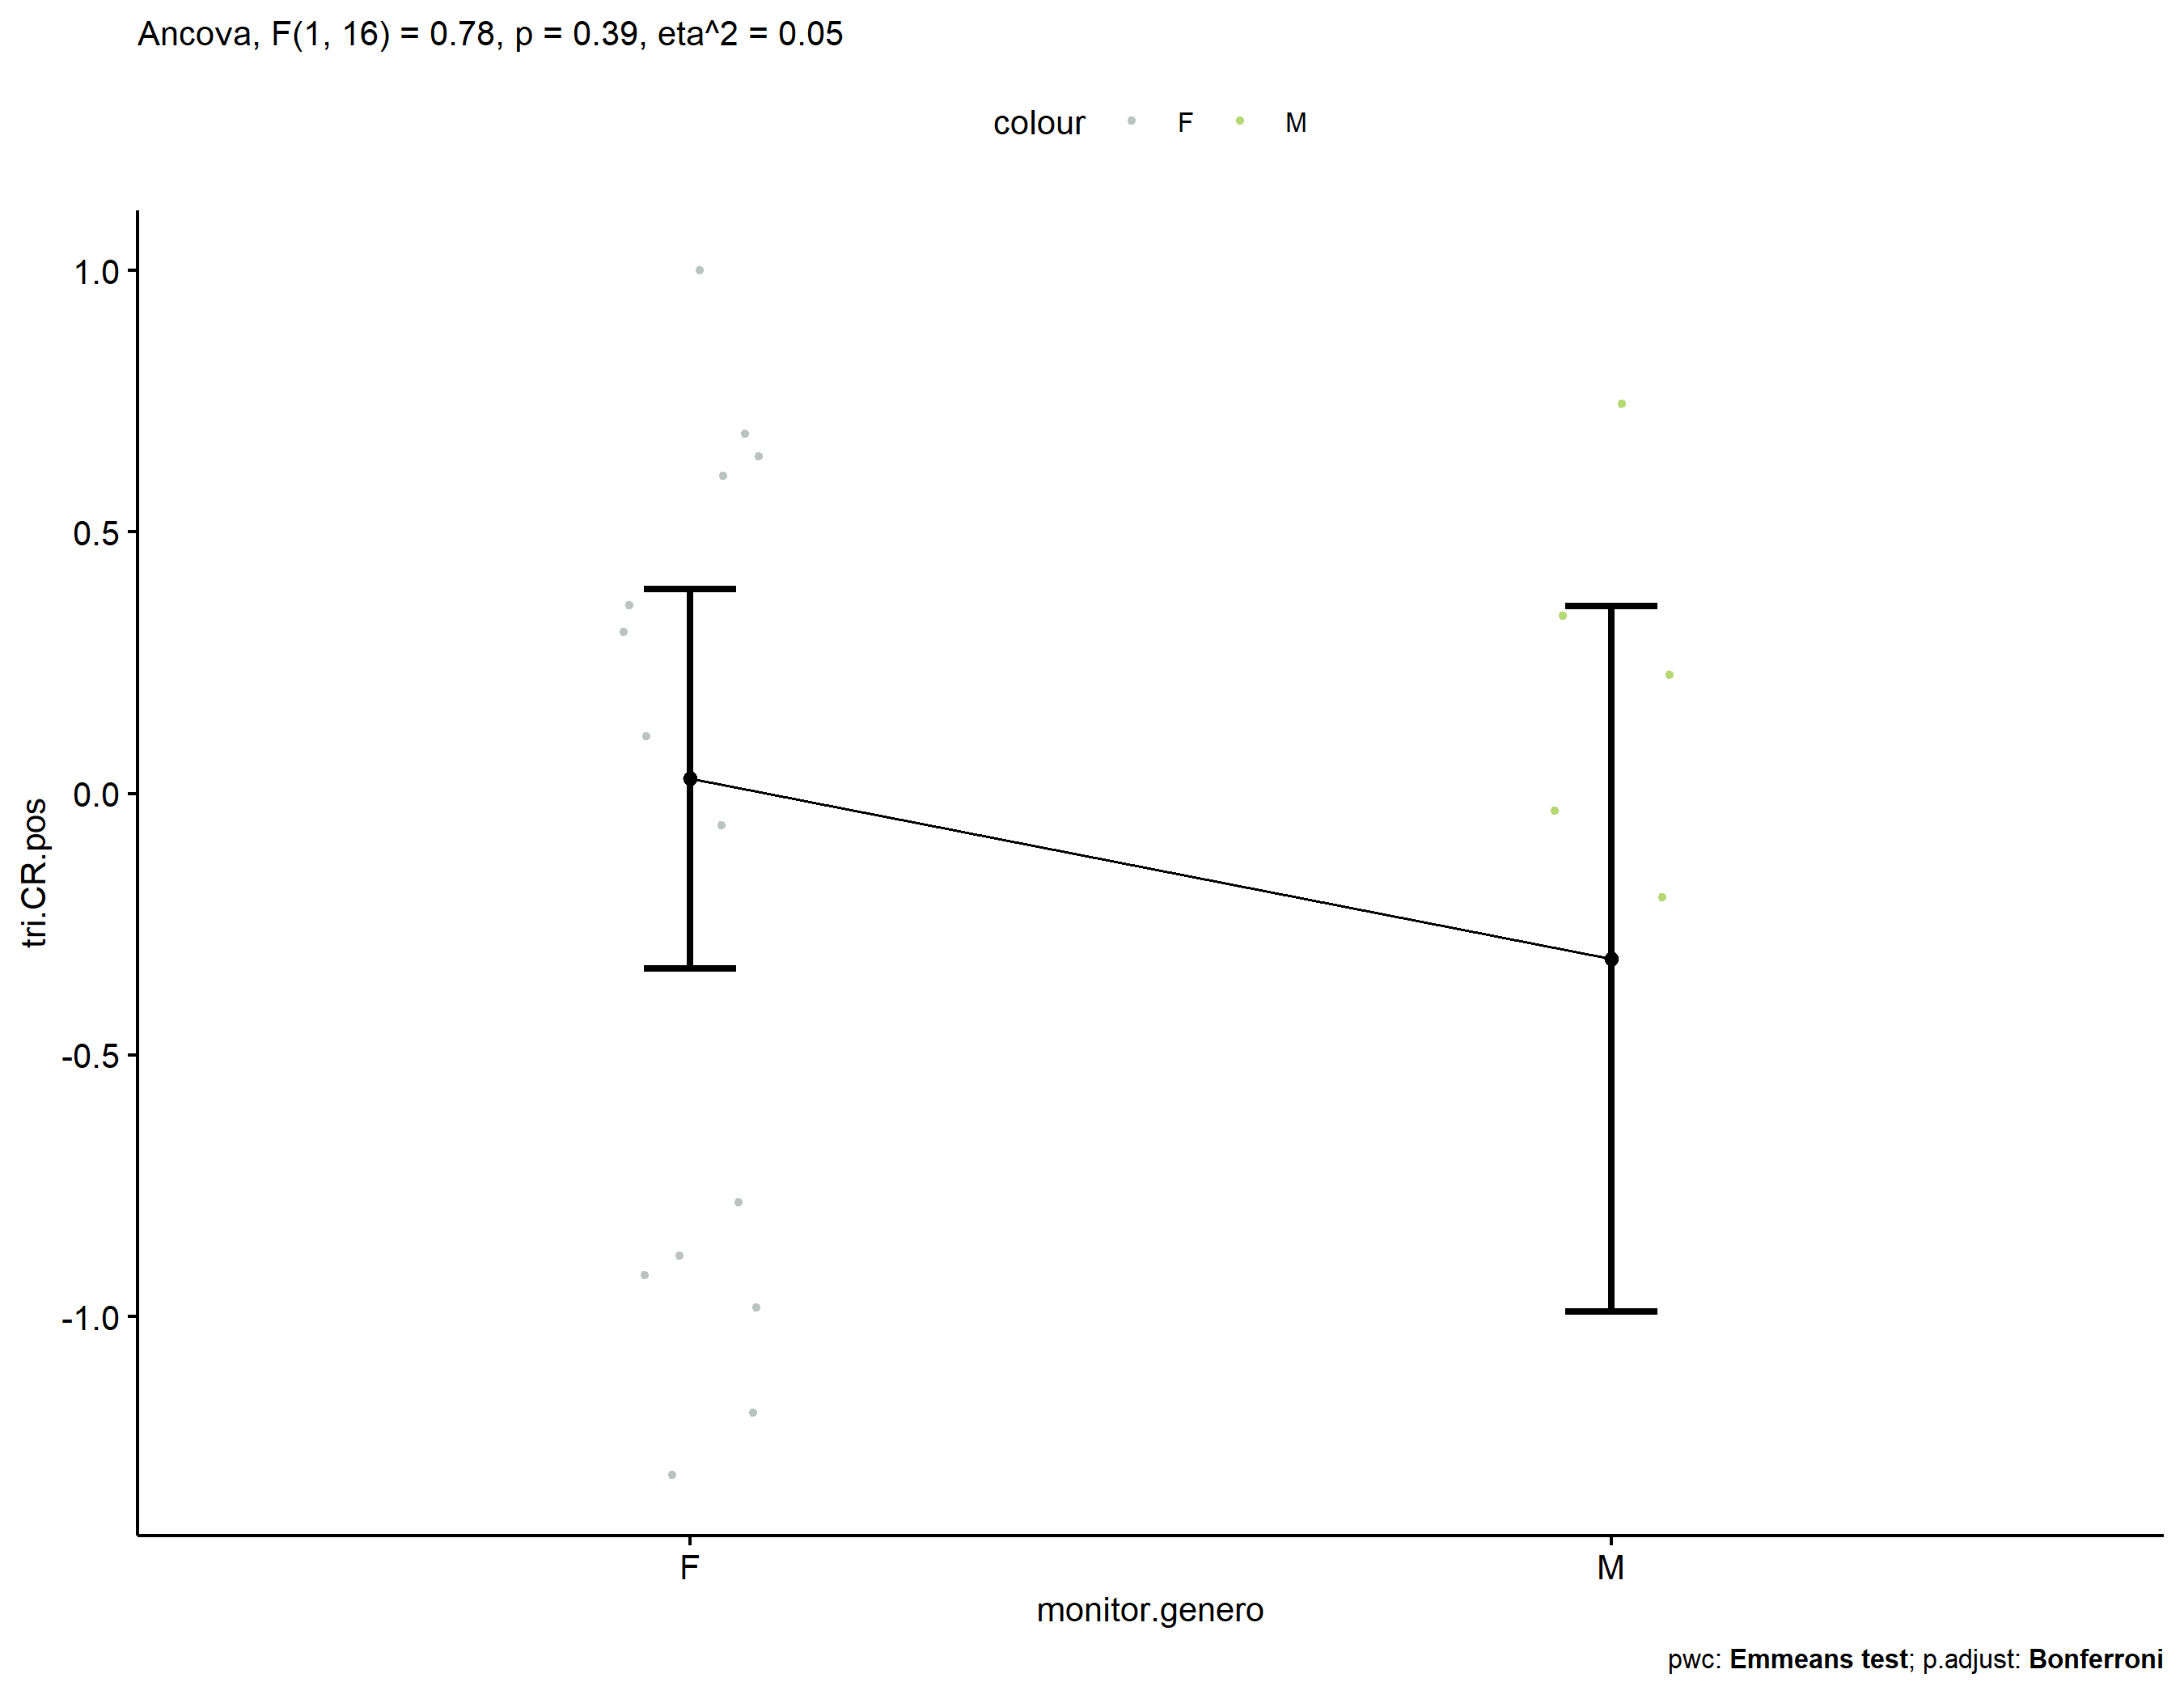 Ancova, F(1, 16) = 0.78, p = 0.39, eta^2 = 0.05
colour F M
1.0
0.5
0.0
-0.5
-1.0
tri.CR.pos
F M
monitor.genero
pwc: Emmeans test; p.adjust: Bonferroni